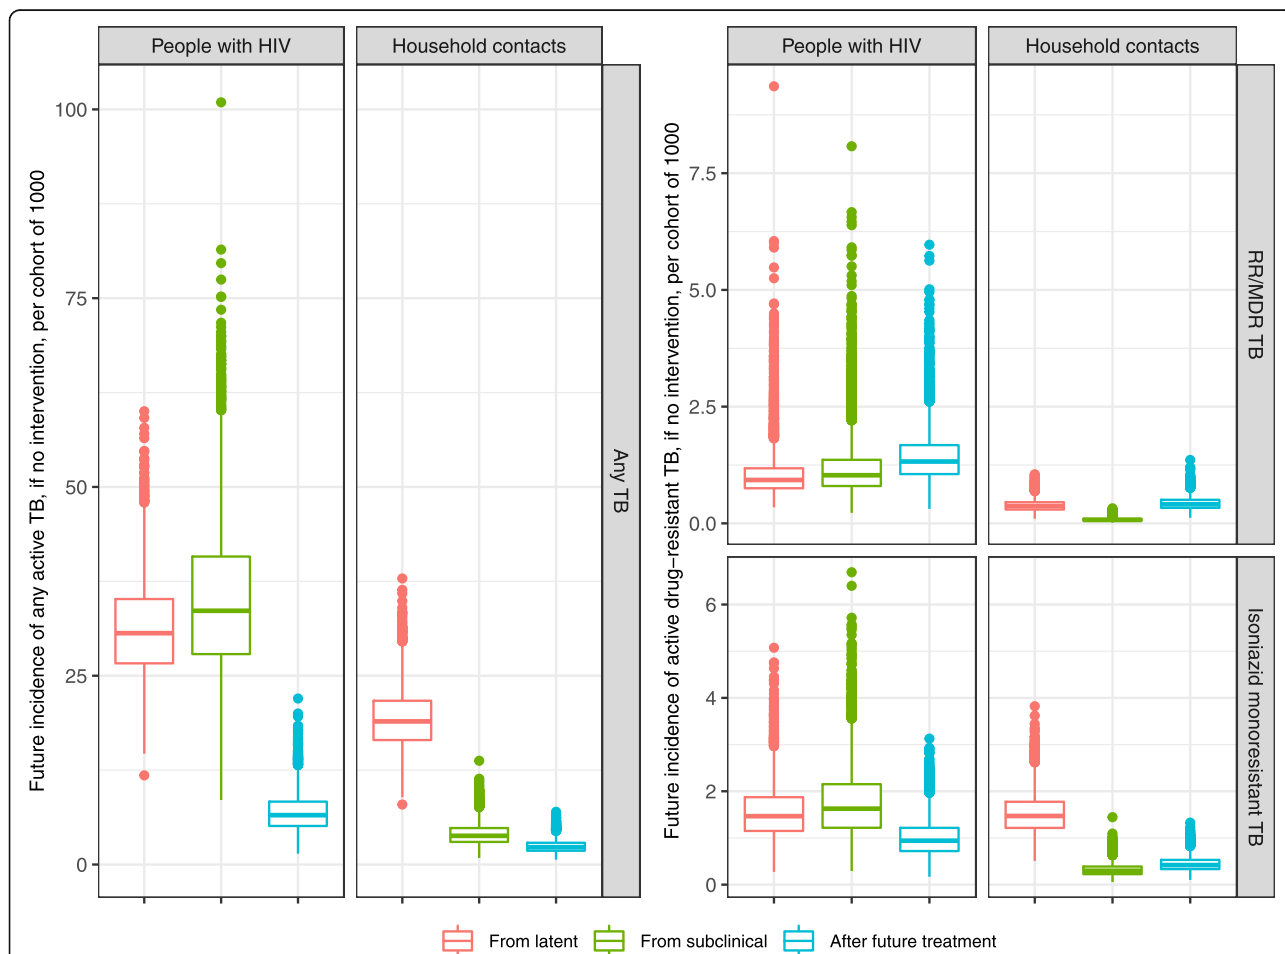 People with HIV
Household contacts
People with HIV
Household contacts
Future incidence of any active TB, if no intervention, per cohort of 1000
100
75
50
25
0
Any TB
Future incidence of active drug−resistant TB, if no intervention, per cohort of 1000
7.5
5.0
2.5
0.0
RR/MDR TB
6
4
2
0
Isoniazid monoresistant TB
From latent
From subclinical
After future treatment